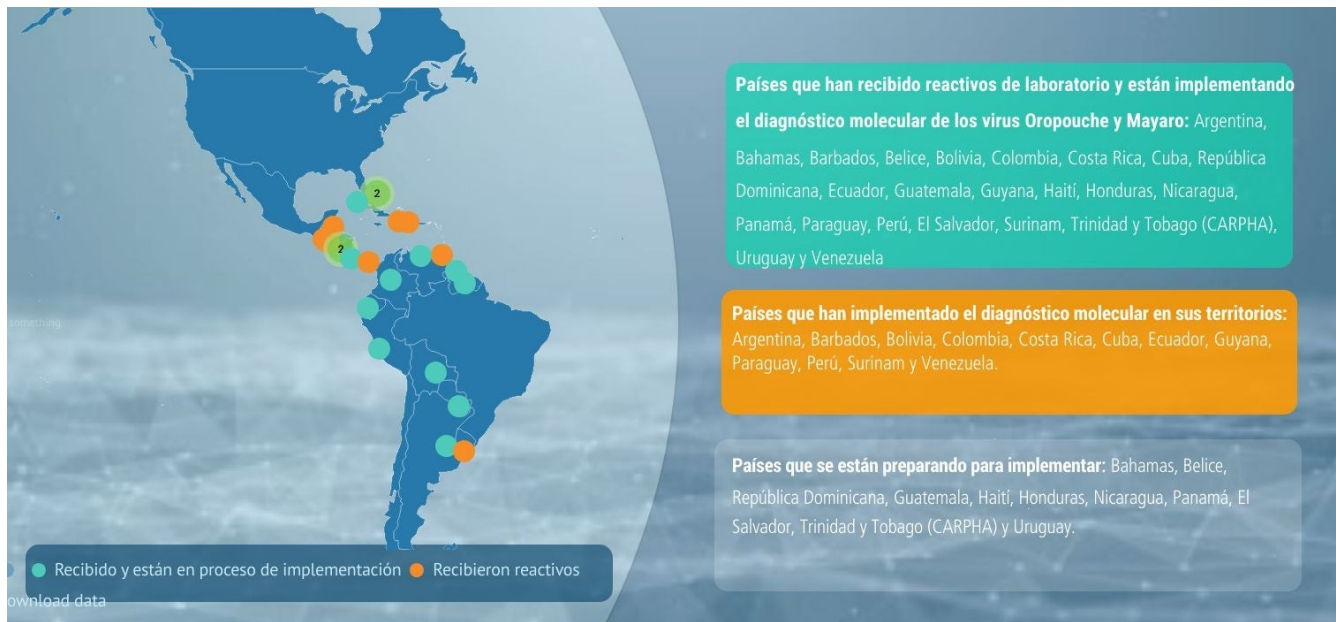 2
2
something
Recibido y están en proceso de implementación Recibieron reactivos
ownload data
Países que han recibido reactivos de laboratorio y están implementando
el diagnóstico molecular de los virus Oropouche y Mayaro: Argentina,
Bahamas, Barbados, Belice, Bolivia, Colombia, Costa Rica, Cuba, República
Dominicana, Ecuador, Guatemala, Guyana, Haití, Honduras, Nicaragua,
Panamá, Paraguay, Perú, El Salvador, Surinam, Trinidad y Tobago (CARPHA),
Uruguay y Venezuela
Países que han implementado el diagnóstico molecular en sus territorios:
Argentina, Barbados, Bolivia, Colombia, Costa Rica, Cuba, Ecuador, Guyana,
Paraguay, Perú, Surinam y Venezuela.
Países que se están preparando para implementar: Bahamas, Belice,
República Dominicana, Guatemala, Haití, Honduras, Nicaragua, Panamá, El
Salvador, Trinidad y Tobago (CARPHA) y Uruguay.